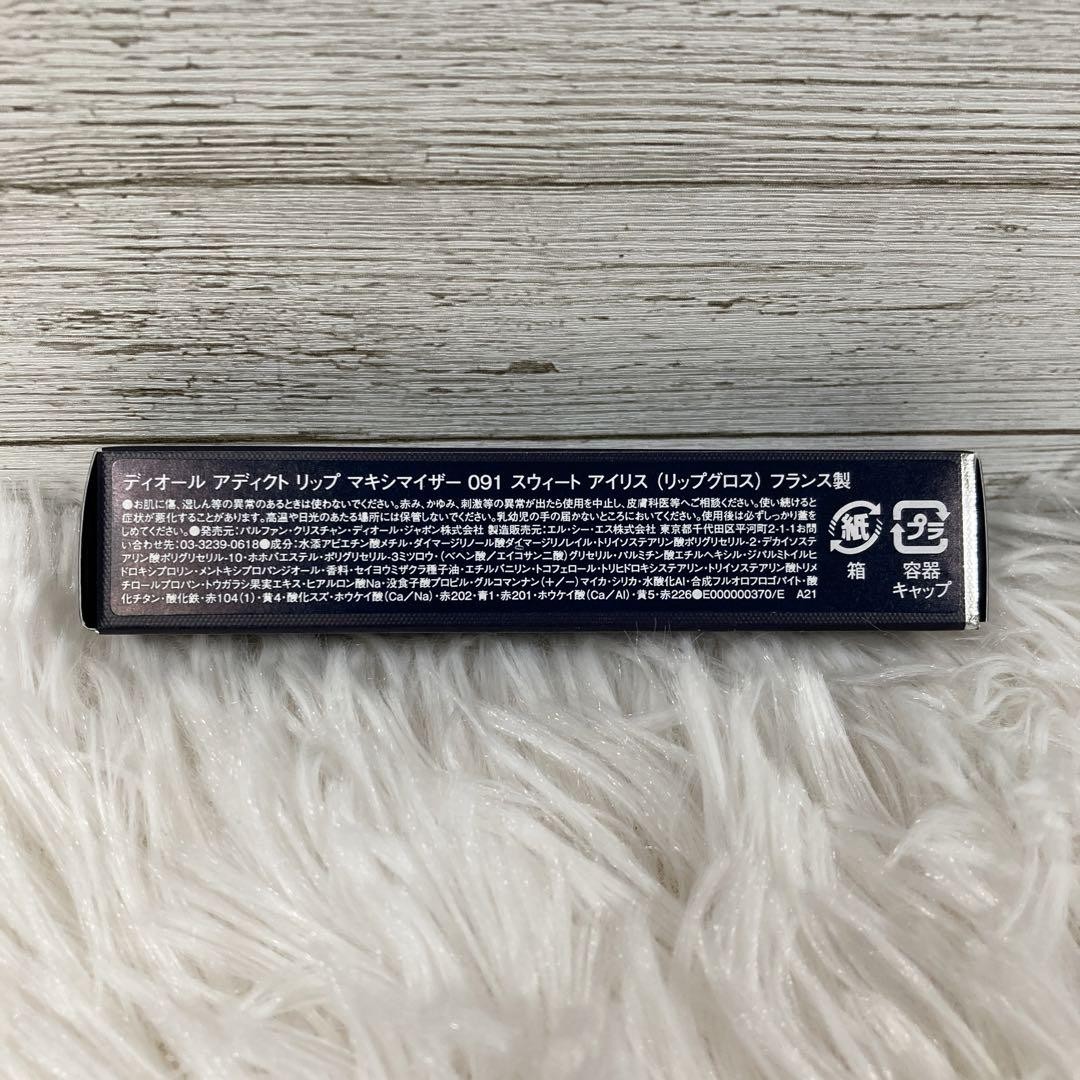 ディオール アディクト リップ マキシマイザー 091 スウィート アイリス (リップグロス) フランス製
●お肌に傷、湿しん等の異常のあるときは使わないでください。赤み、かゆみ、刺激等の異常が出たら使用を中止し、皮膚科医等へご相談ください。使い続けると
症状が悪化することがあります。高温や日光のあたる場所には保管しないでください。乳幼児の手の届かないところにおいてください。使用後は必ずしっかり蓋を
しめてください。●発売元:パルファン・クリスチャン・ディオール・ジャポン株式会社 製造販売元:エル・シー・エス株式会社 東京都千代田区平河町2-1-1お問
い合わせ先:03-3239-0618●成分:水添アビエチン酸メチル・ダイマージリノール酸ダイマージリノレイル・トリイソステアリン酸ポリグリセリル-2・デカイソステ
アリン酸ポリグリセリル-10・ホホバエステル・ポリグリセリル-3ミツロウ・(ベヘン酸/エイコサン二酸)グリセリル・パルミチン酸エチルヘキシル・ジパルミトイルヒ
ドロキシプロリン・メントキシプロパンジオール・香料・セイヨウミザクラ種子油・エチルバニリン・トコフェロール・トリヒドロキシステアリン・トリイソステアリン酸トリメ
チロールプロパン・トウガラシ果実エキス・ヒアルロン酸Na・没食子酸プロピル・グルコマンナン(+/-)マイカ・シリカ・水酸化Al・合成フルオロフロゴパイト・酸
化チタン・酸化鉄・赤104(1)・黄4・酸化スズ・ホウケイ酸(Ca/Na)・赤202・青1・赤201・ホウケイ酸(Ca/Al)・黄5・赤226●E000000370/E A21
紙
箱
プラ
容器
キャップ